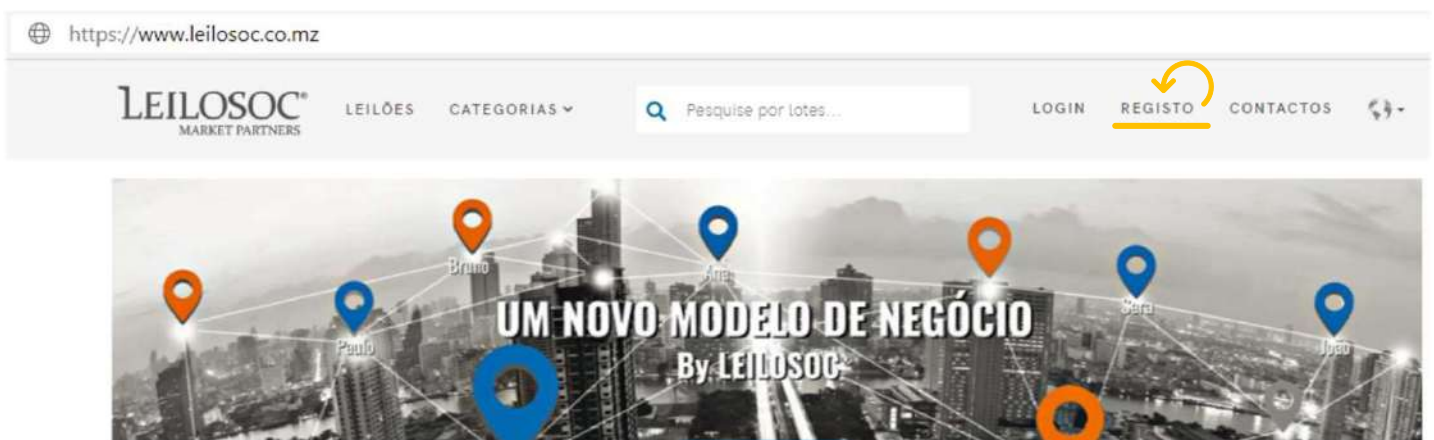 https://www.leilosoc.co.mz
LEILOSOC®
MARKET PARTNERS
LEILÕES CATEGORIAS
Pesquise por lotes...
LOGIN REGISTO CONTACTOS
Bruno
Ana
Sara
Paulo
João
UM NOVO MODELO DE NEGÓCIO
By LEILOSOC®